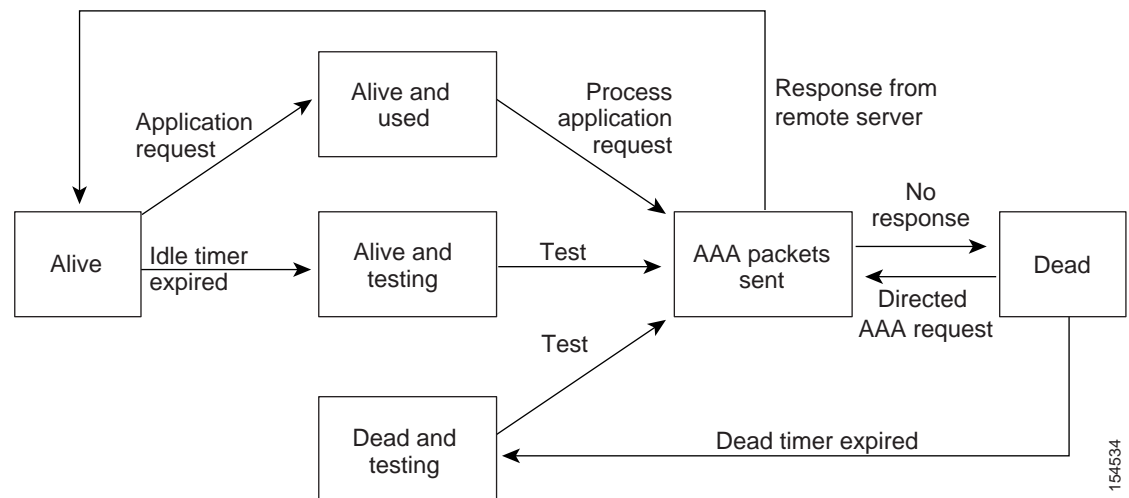 Alive and
used
Application
request
Process
application
request
Response from
remote server
Alive
Idle timer
expired
Alive and
testing
Test
AAA packets
sent
No
response
Directed
AAA request
Dead
Test
Dead and
testing
Dead timer expired
154534